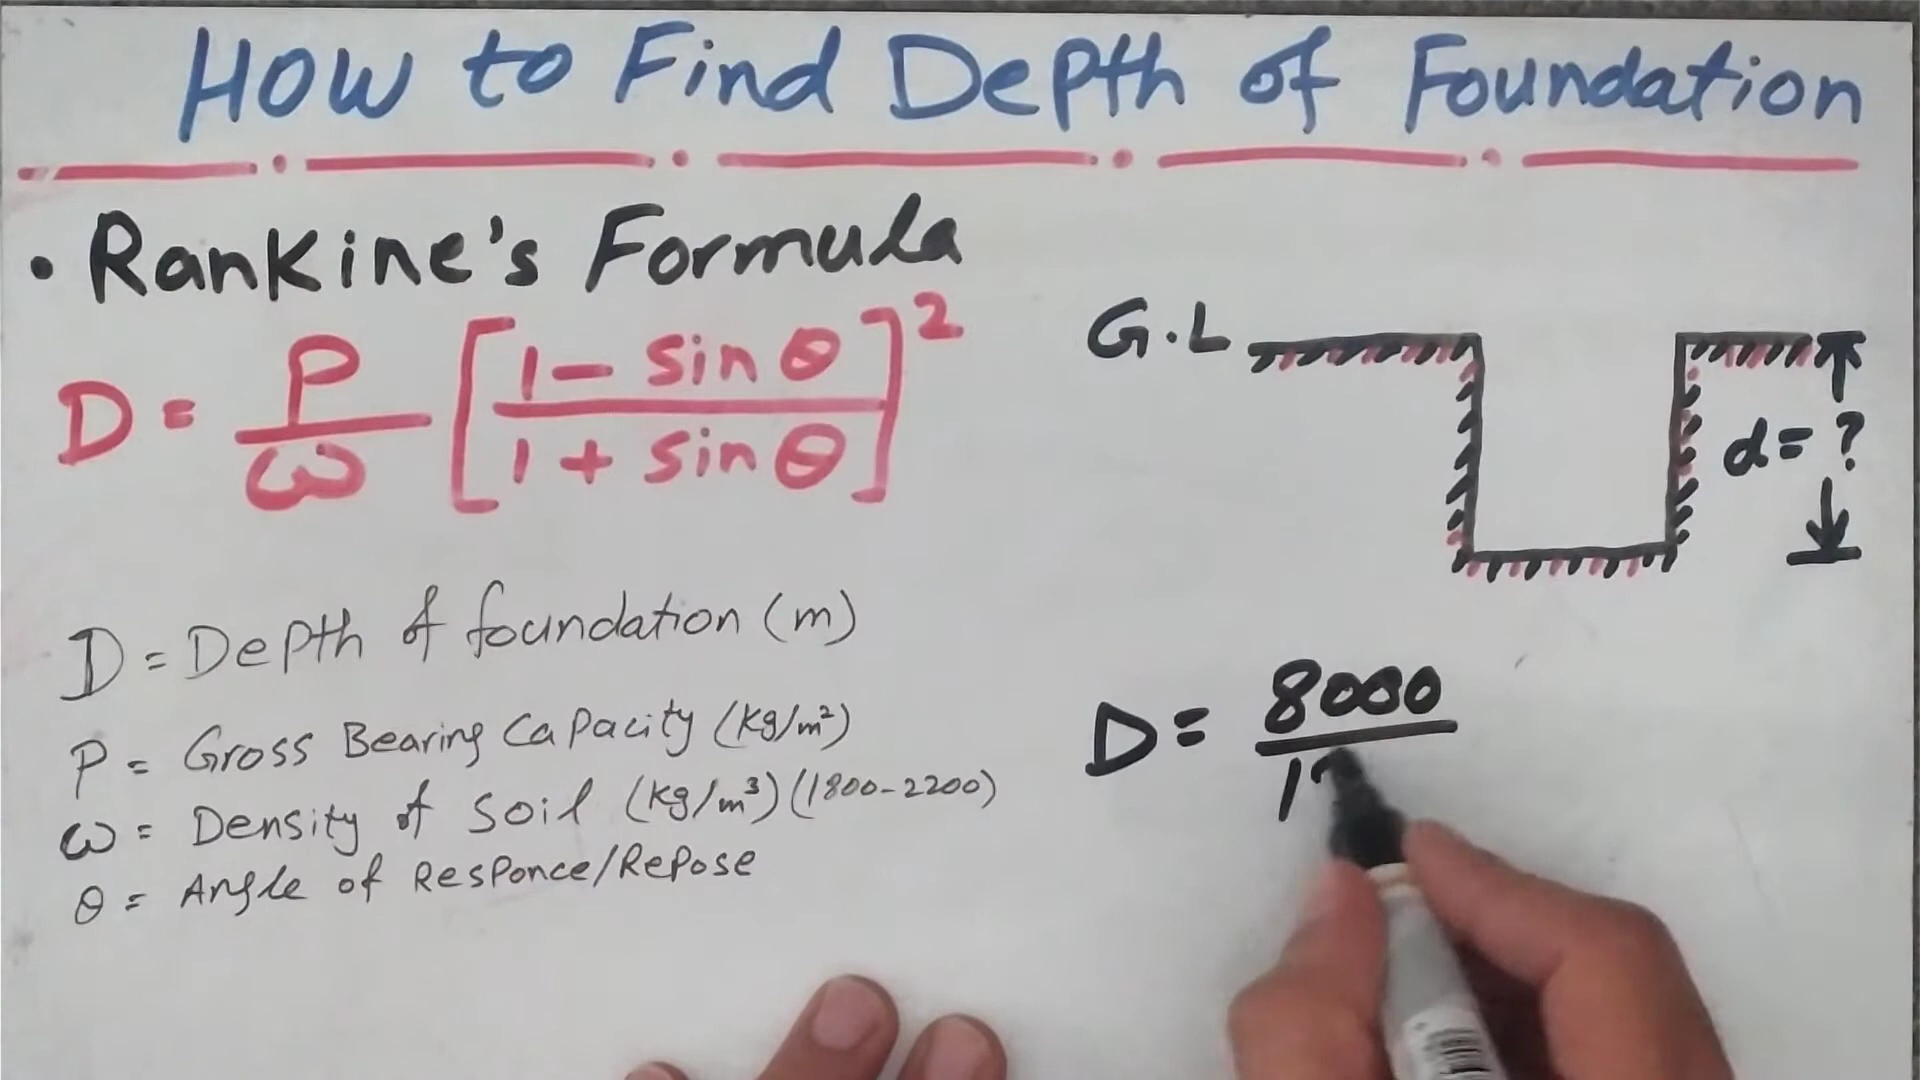 How to Find Depth of Foundation
• Rankine's Formula
D = P/ω [1 - sin θ / 1 + sin θ]²
G.L
d = ?
D = Depth of foundation (m)
P = Gross Bearing Capacity (Kg/m²)
ω = Density of Soil (Kg/m³) (1800-2200)
θ = Angle of Responce/Repose
D = 8000